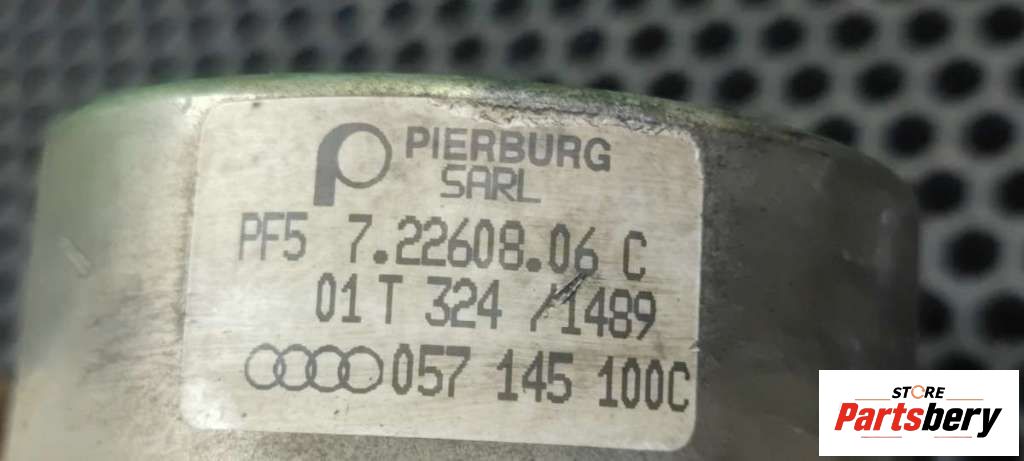 PIERBURG
SARL
PF5 7.22608.06 C
01 T 324 /1489
057 145 100C
STORE
Partsbery